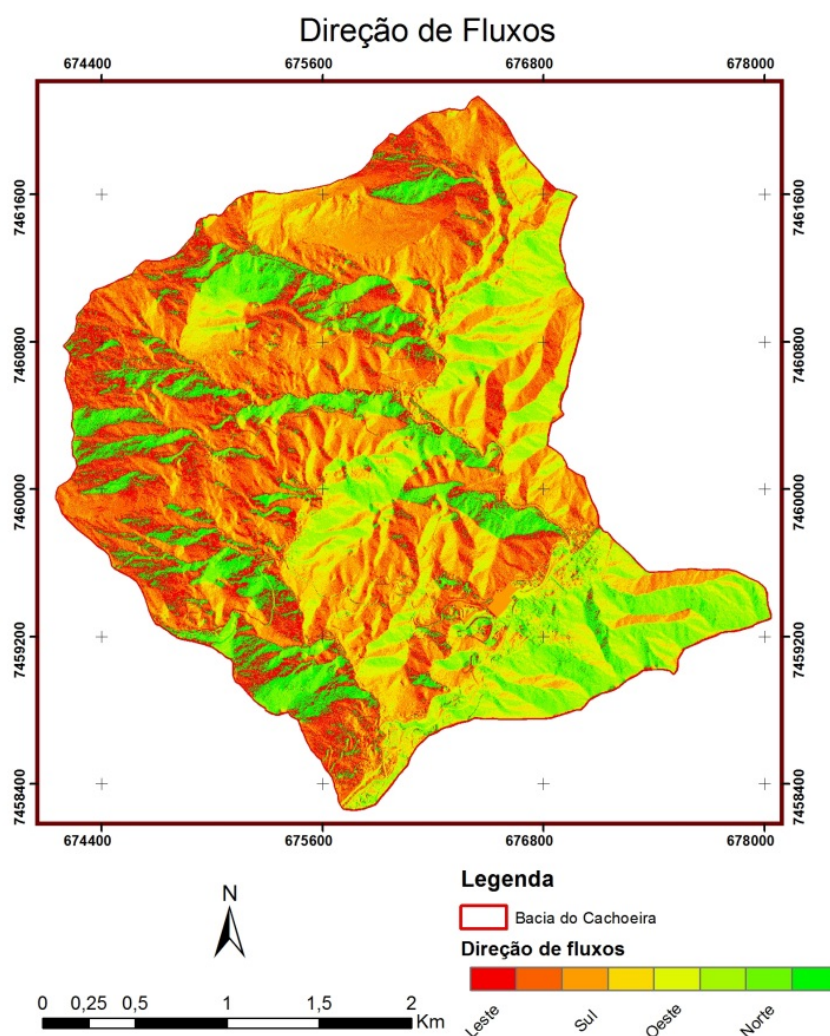 Direção de Fluxos
674400 675600 676800 678000
7461600 7461600
7460800 7460800
7460000 7460000
7459200 7459200
7458400 7458400
674400 675600 676800 678000
N
0 0,25 0,5 1 1,5 2 Km
Legenda
Bacia do Cachoeira
Direção de fluxos
Leste Sul Oeste Norte